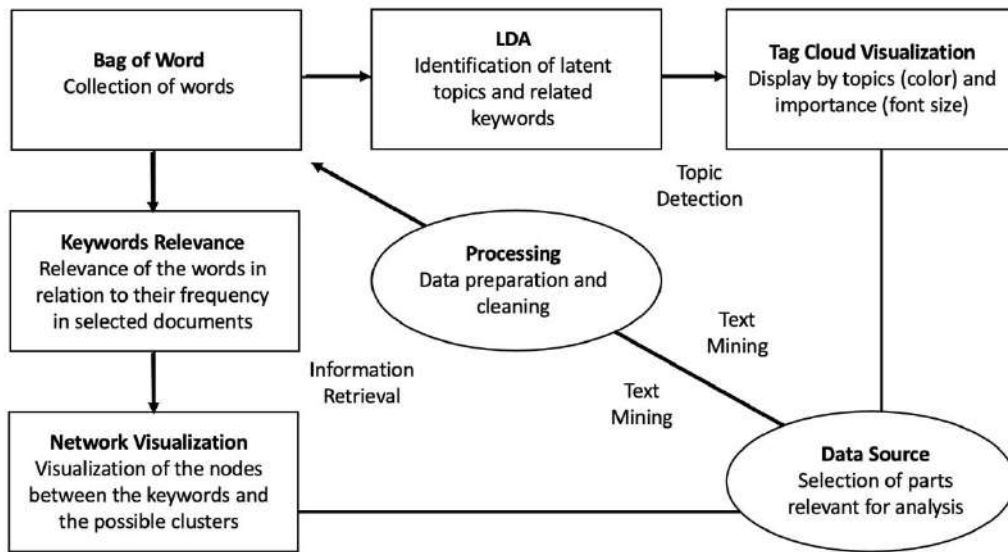 Bag of Word
Collection of words
LDA
Identification of latent
topics and related
keywords
Tag Cloud Visualization
Display by topics (color) and
importance (font size)
Topic
Detection
Keywords Relevance
Relevance of the words in
relation to their frequency
in selected documents
Processing
Data preparation and
cleaning
Text
Mining
Information
Retrieval
Text
Mining
Network Visualization
Visualization of the nodes
between the keywords and
the possible clusters
Data Source
Selection of parts
relevant for analysis